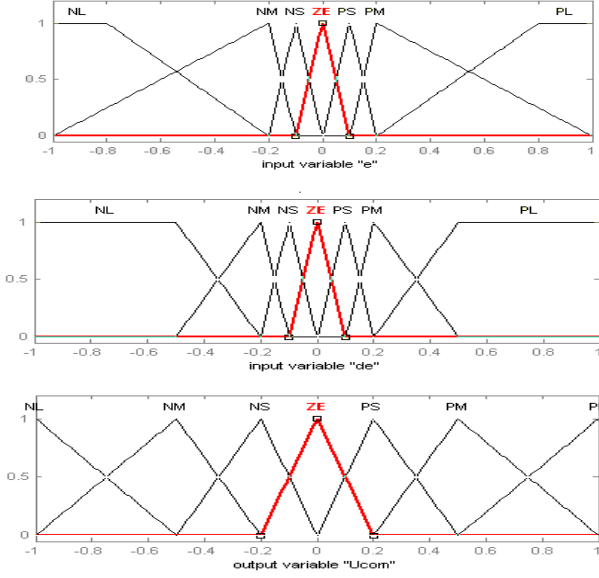 NL NM NS ZE PS PM PL
1
0.5
0
-1 -0.8 -0.6 -0.4 -0.2 0 0.2 0.4 0.6 0.8 1
input variable "e"
NL NM NS ZE PS PM PL
1
0.5
0
-1 -0.8 -0.6 -0.4 -0.2 0 0.2 0.4 0.6 0.8 1
input variable "de"
NL NM NS ZE PS PM P
1
0.5
0
-1 -0.8 -0.6 -0.4 -0.2 0 0.2 0.4 0.6 0.8 1
output variable "Ucom"